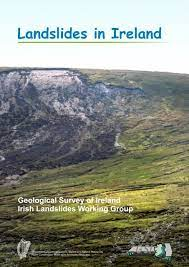 Landslides in Ireland
Geological Survey of Ireland
Irish Landslides Working Group